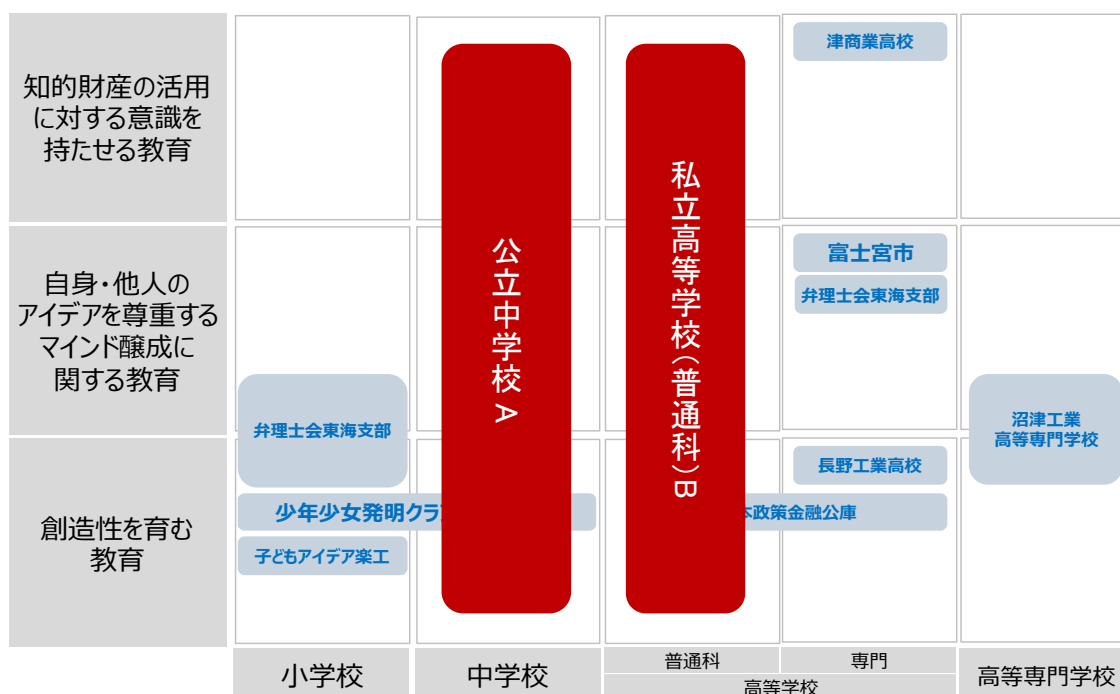 知的財産の活用
に対する意識を
持たせる教育
津商業高校
自身・他人の
アイデアを尊重する
マインド醸成に
関する教育
富士宮市
弁理士会東海支部
弁理士会東海支部
沼津工業
高等専門学校
創造性を育む
教育
長野工業高校
少年少女発明クラ
本政策金融公庫
子どもアイデア楽工
公立中学校 A
私立高等学校(普通科)B
小学校
中学校
普通科
専門
高等学校
高等専門学校